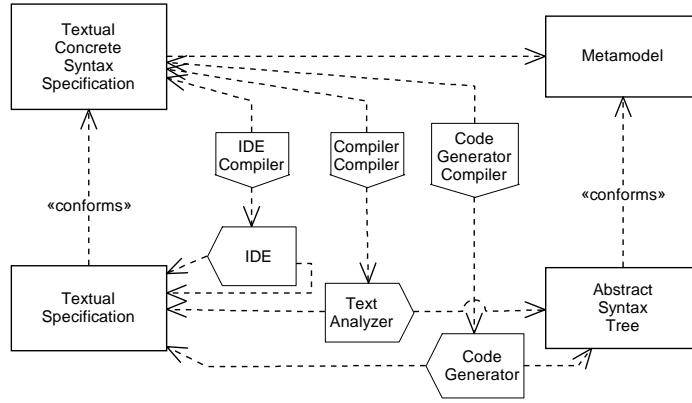 Textual
Concrete
Syntax
Specification
Metamodel
IDE
Compiler
Compiler
Compiler
Code
Generator
Compiler
«conforms»
«conforms»
IDE
Textual
Specification
Text
Analyzer
Abstract
Syntax
Tree
Code
Generator